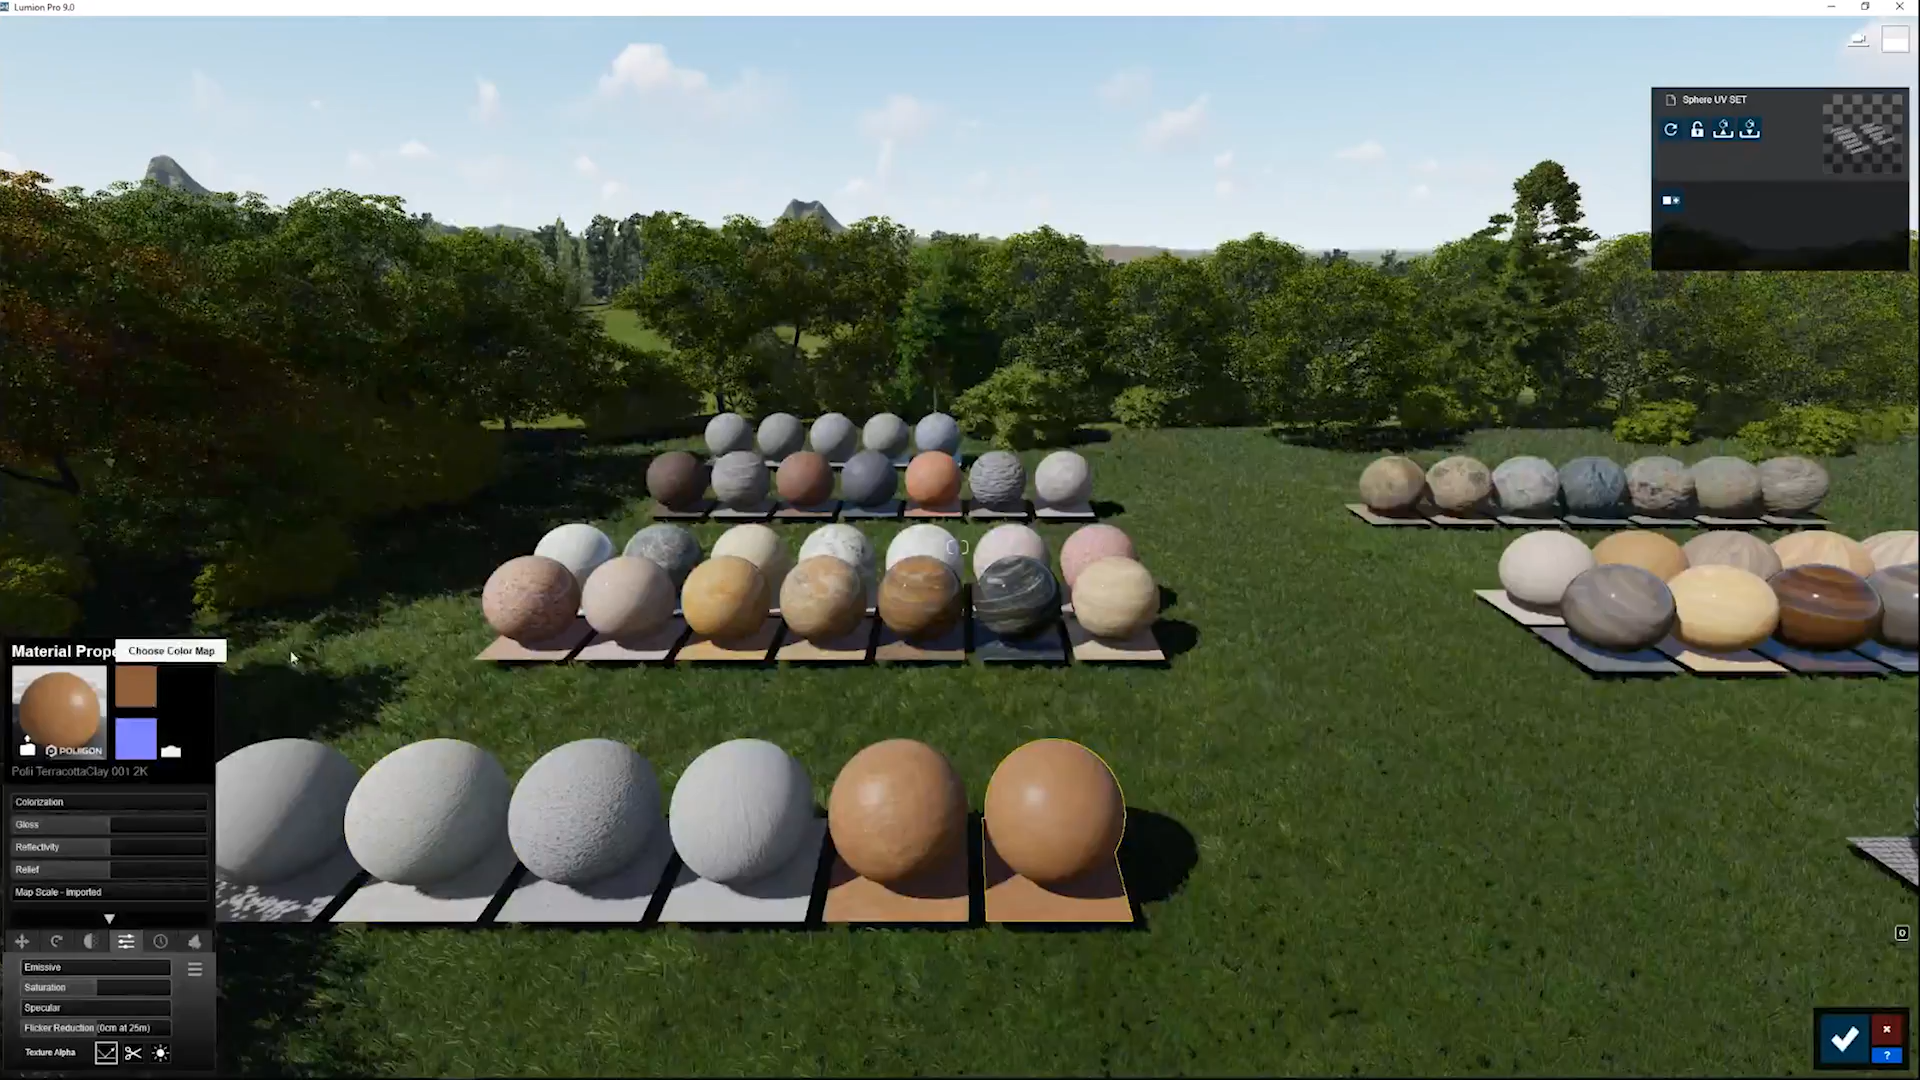 Lumion Pro 9.0
Sphere UV SET
Material Prope
Choose Color Map
POLIIGON
Polii TerracottaClay 001 2K
Colorization
Gloss
Reflectivity
Relief
Map Scale - Imported
Emissive
Saturation
Specular
Flicker Reduction (0cm at 25m)
Texture Alpha
O
?